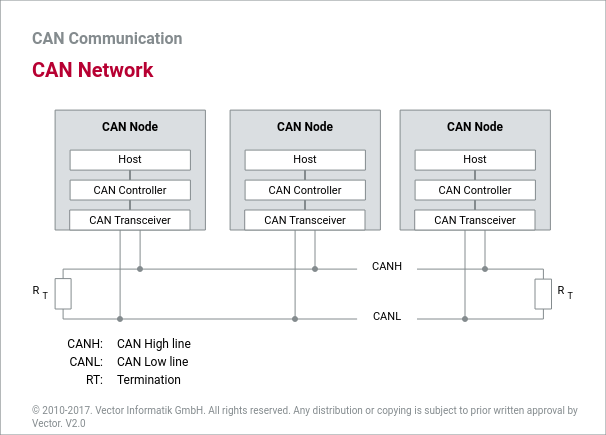 CAN Communication
CAN Network
CAN Node CAN Node CAN Node
Host Host Host
CAN Controller CAN Controller CAN Controller
CAN Transceiver CAN Transceiver CAN Transceiver
CANH
RT RT
CANL
CANH: CAN High line
CANL: CAN Low line
RT: Termination
© 2010-2017. Vector Informatik GmbH. All rights reserved. Any distribution or copying is subject to prior written approval by
Vector. V2.0